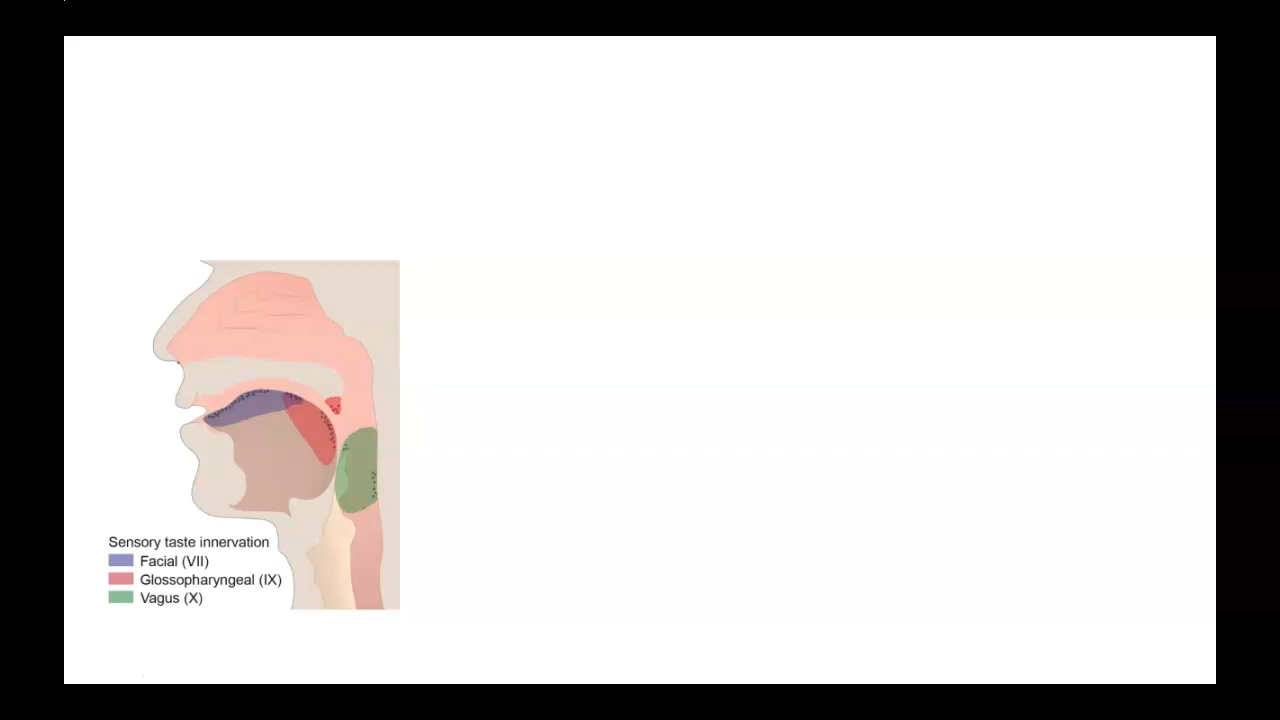 Sensory taste innervation
Facial (VII)
Glossopharyngeal (IX)
Vagus (X)